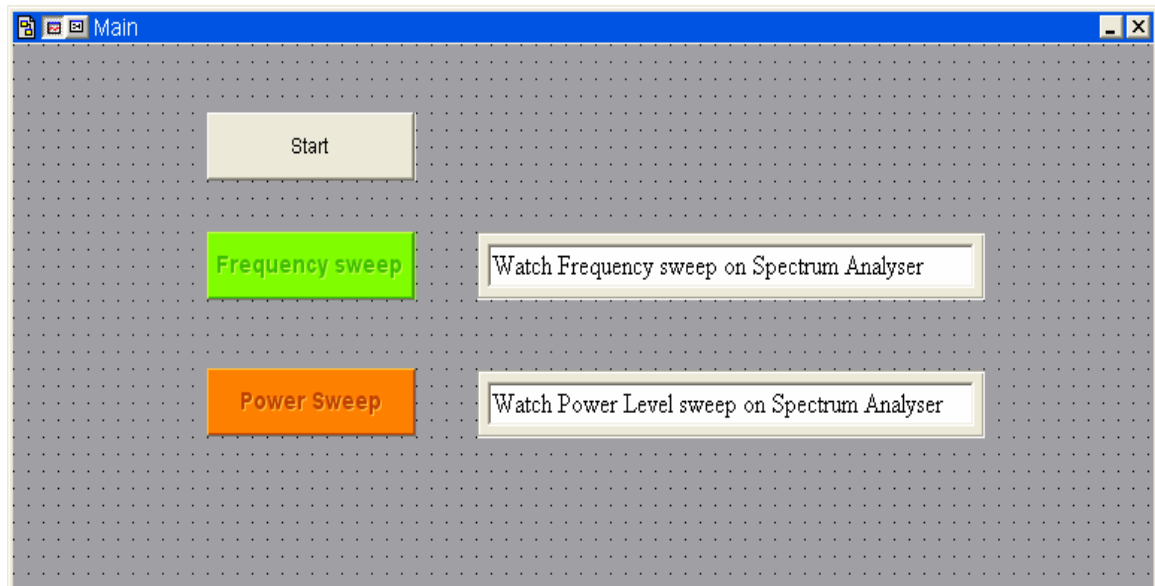 Main
Start
Frequency sweep
Watch Frequency sweep on Spectrum Analyser
Power Sweep
Watch Power Level sweep on Spectrum Analyser